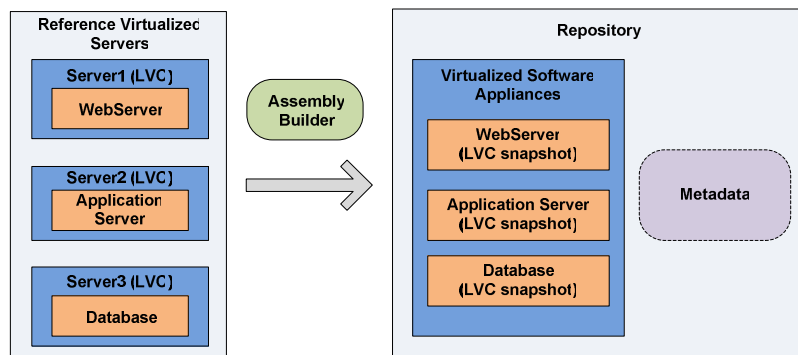 Reference Virtualized
Servers
Server1 (LVC)
WebServer
Server2 (LVC)
Application
Server
Server3 (LVC)
Database
Assembly
Builder
Repository
Virtualized Software
Appliances
WebServer
(LVC snapshot)
Application Server
(LVC snapshot)
Database
(LVC snapshot)
Metadata